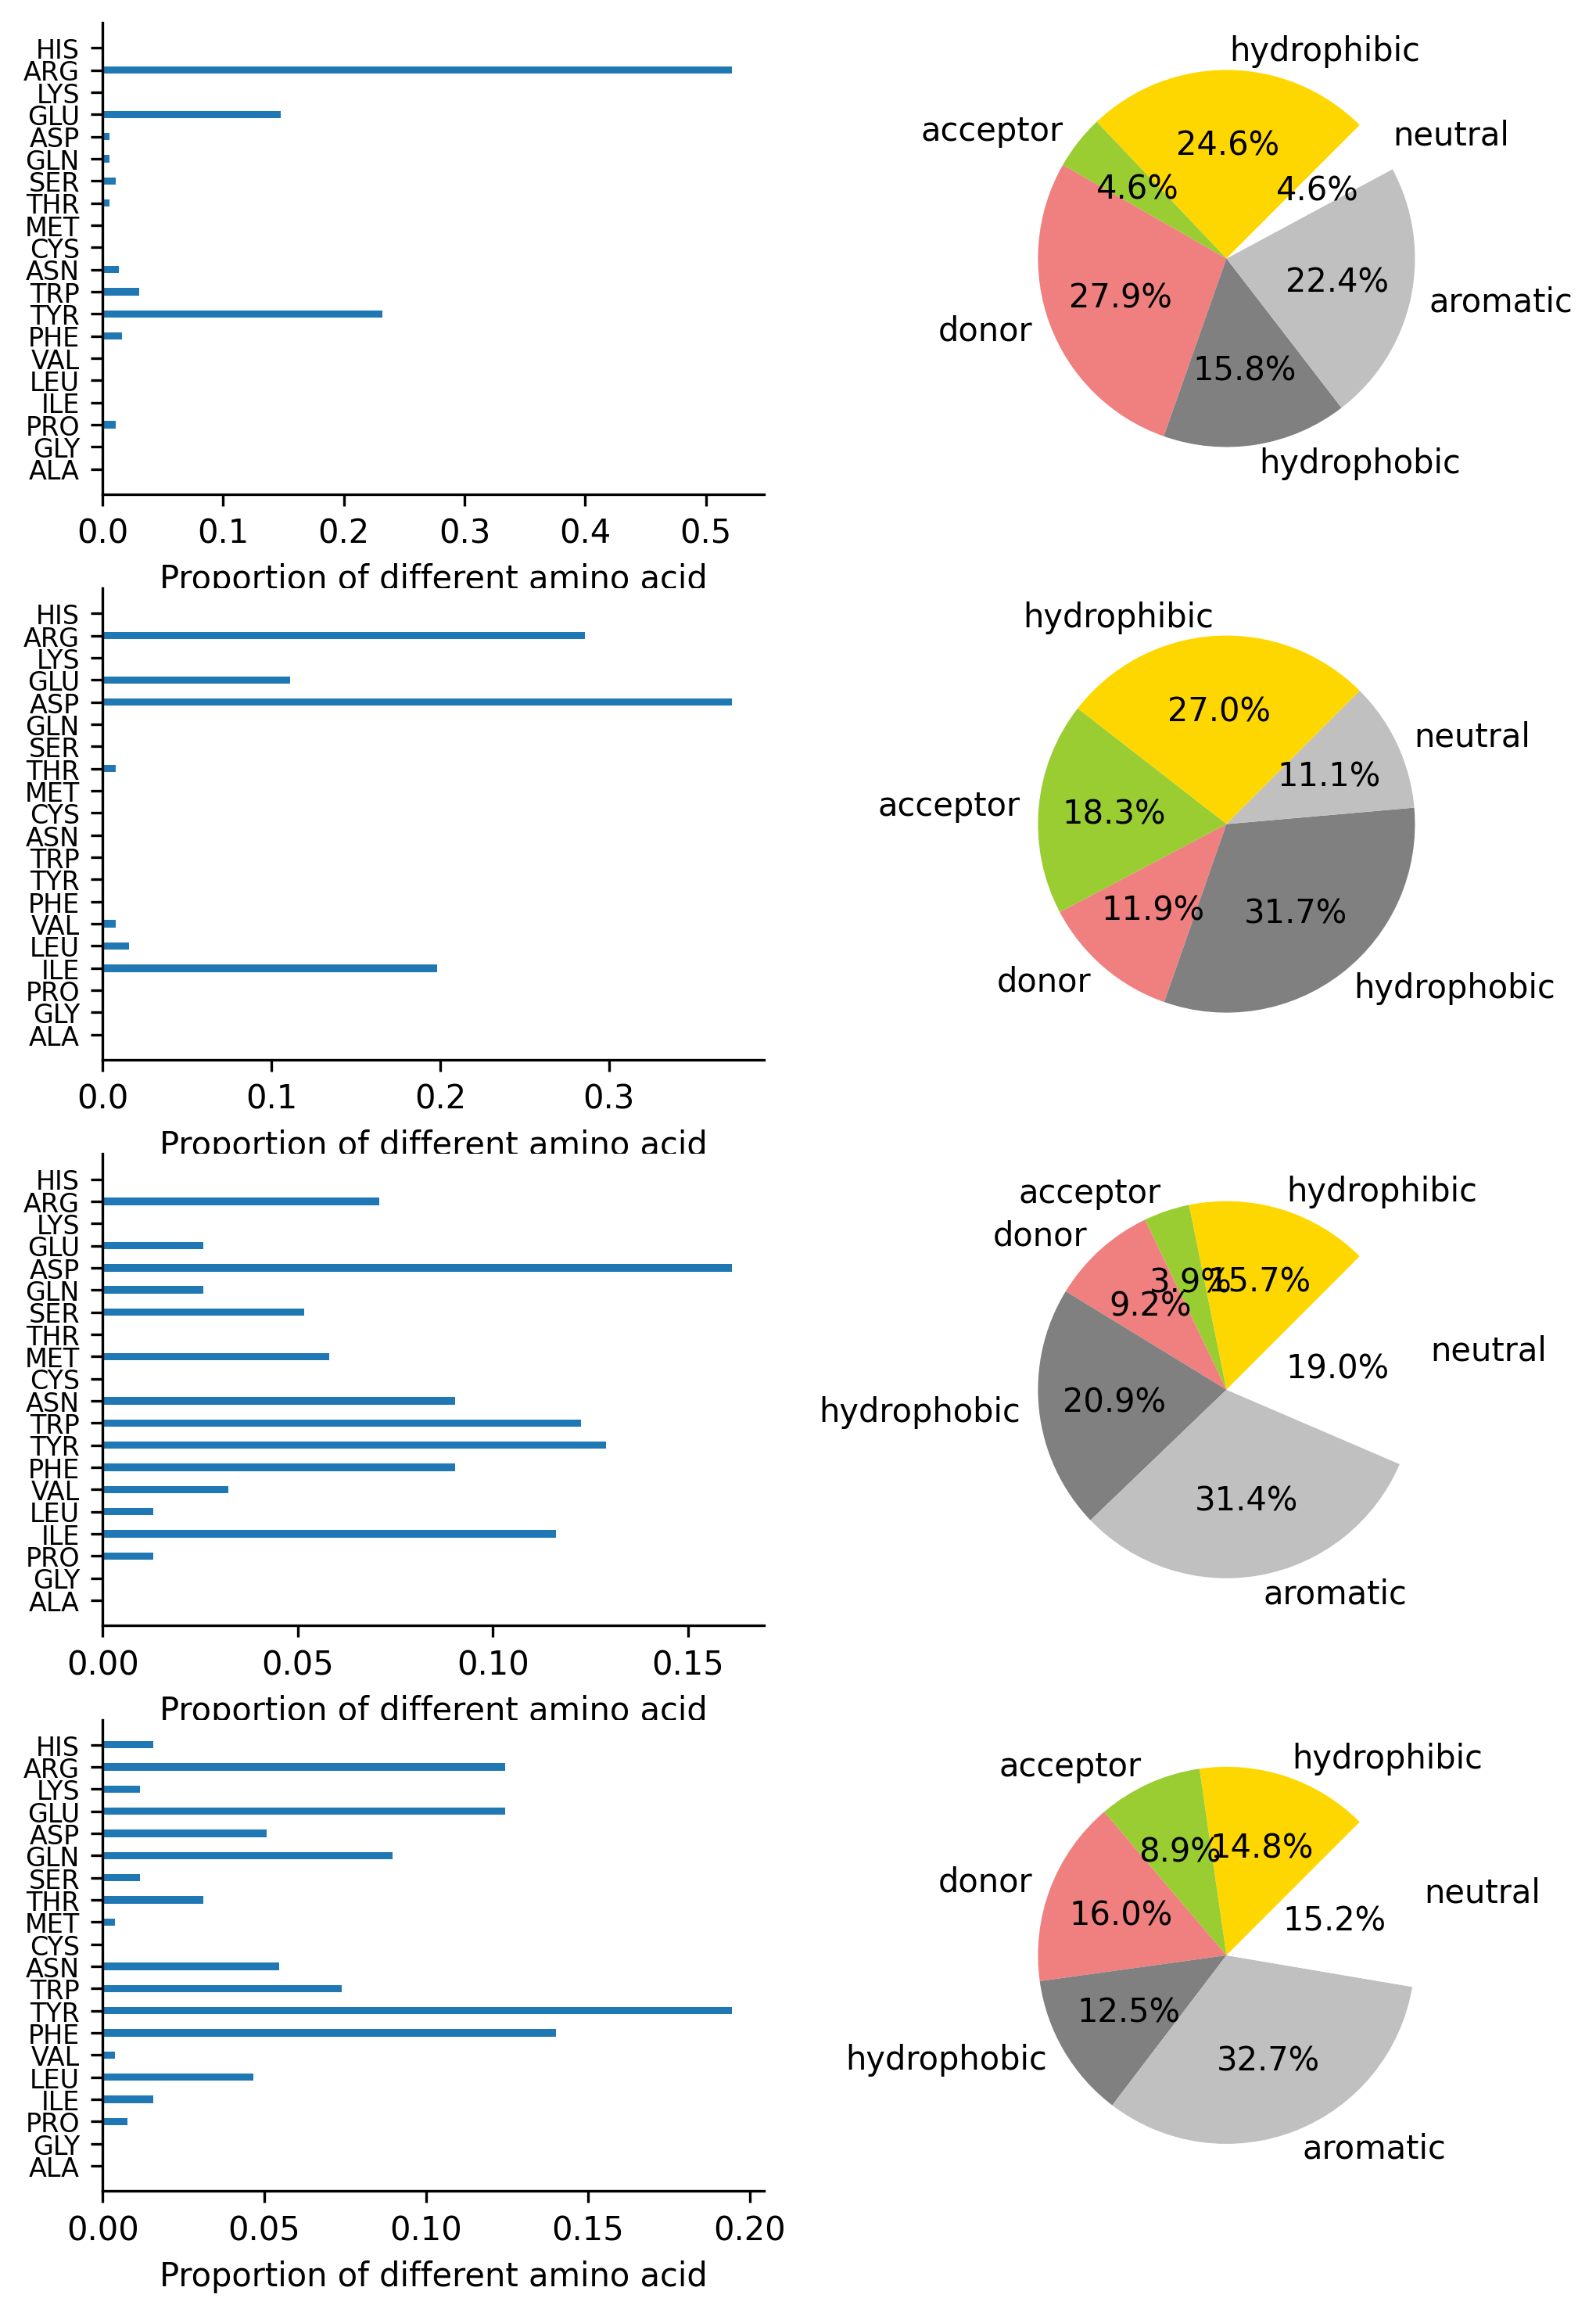 HIS
ARG
LYS
GLU
ASP
GLN
SER
THR
MET
CYS
ASN
TRP
TYR
PHE
VAL
LEU
ILE
PRO
GLY
ALA
0.0 0.1 0.2 0.3 0.4 0.5
Proportion of different amino acid
hydrophibic
acceptor
neutral
24.6%
4.6%
4.6%
27.9%
22.4%
aromatic
donor
15.8%
hydrophobic
HIS
ARG
LYS
GLU
ASP
GLN
SER
THR
MET
CYS
ASN
TRP
TYR
PHE
VAL
LEU
ILE
PRO
GLY
ALA
0.0 0.1 0.2 0.3
Proportion of different amino acid
hydrophibic
27.0%
neutral
11.1%
acceptor
18.3%
11.9%
31.7%
donor
hydrophobic
HIS
ARG
LYS
GLU
ASP
GLN
SER
THR
MET
CYS
ASN
TRP
TYR
PHE
VAL
LEU
ILE
PRO
GLY
ALA
0.00 0.05 0.10 0.15
Proportion of different amino acid
acceptor
hydrophibic
donor
3.9%
15.7%
9.2%
neutral
19.0%
hydrophobic
20.9%
31.4%
aromatic
HIS
ARG
LYS
GLU
ASP
GLN
SER
THR
MET
CYS
ASN
TRP
TYR
PHE
VAL
LEU
ILE
PRO
GLY
ALA
0.00 0.05 0.10 0.15 0.20
Proportion of different amino acid
hydrophibic
acceptor
8.9%
14.8%
donor
neutral
16.0%
15.2%
12.5%
hydrophobic
32.7%
aromatic